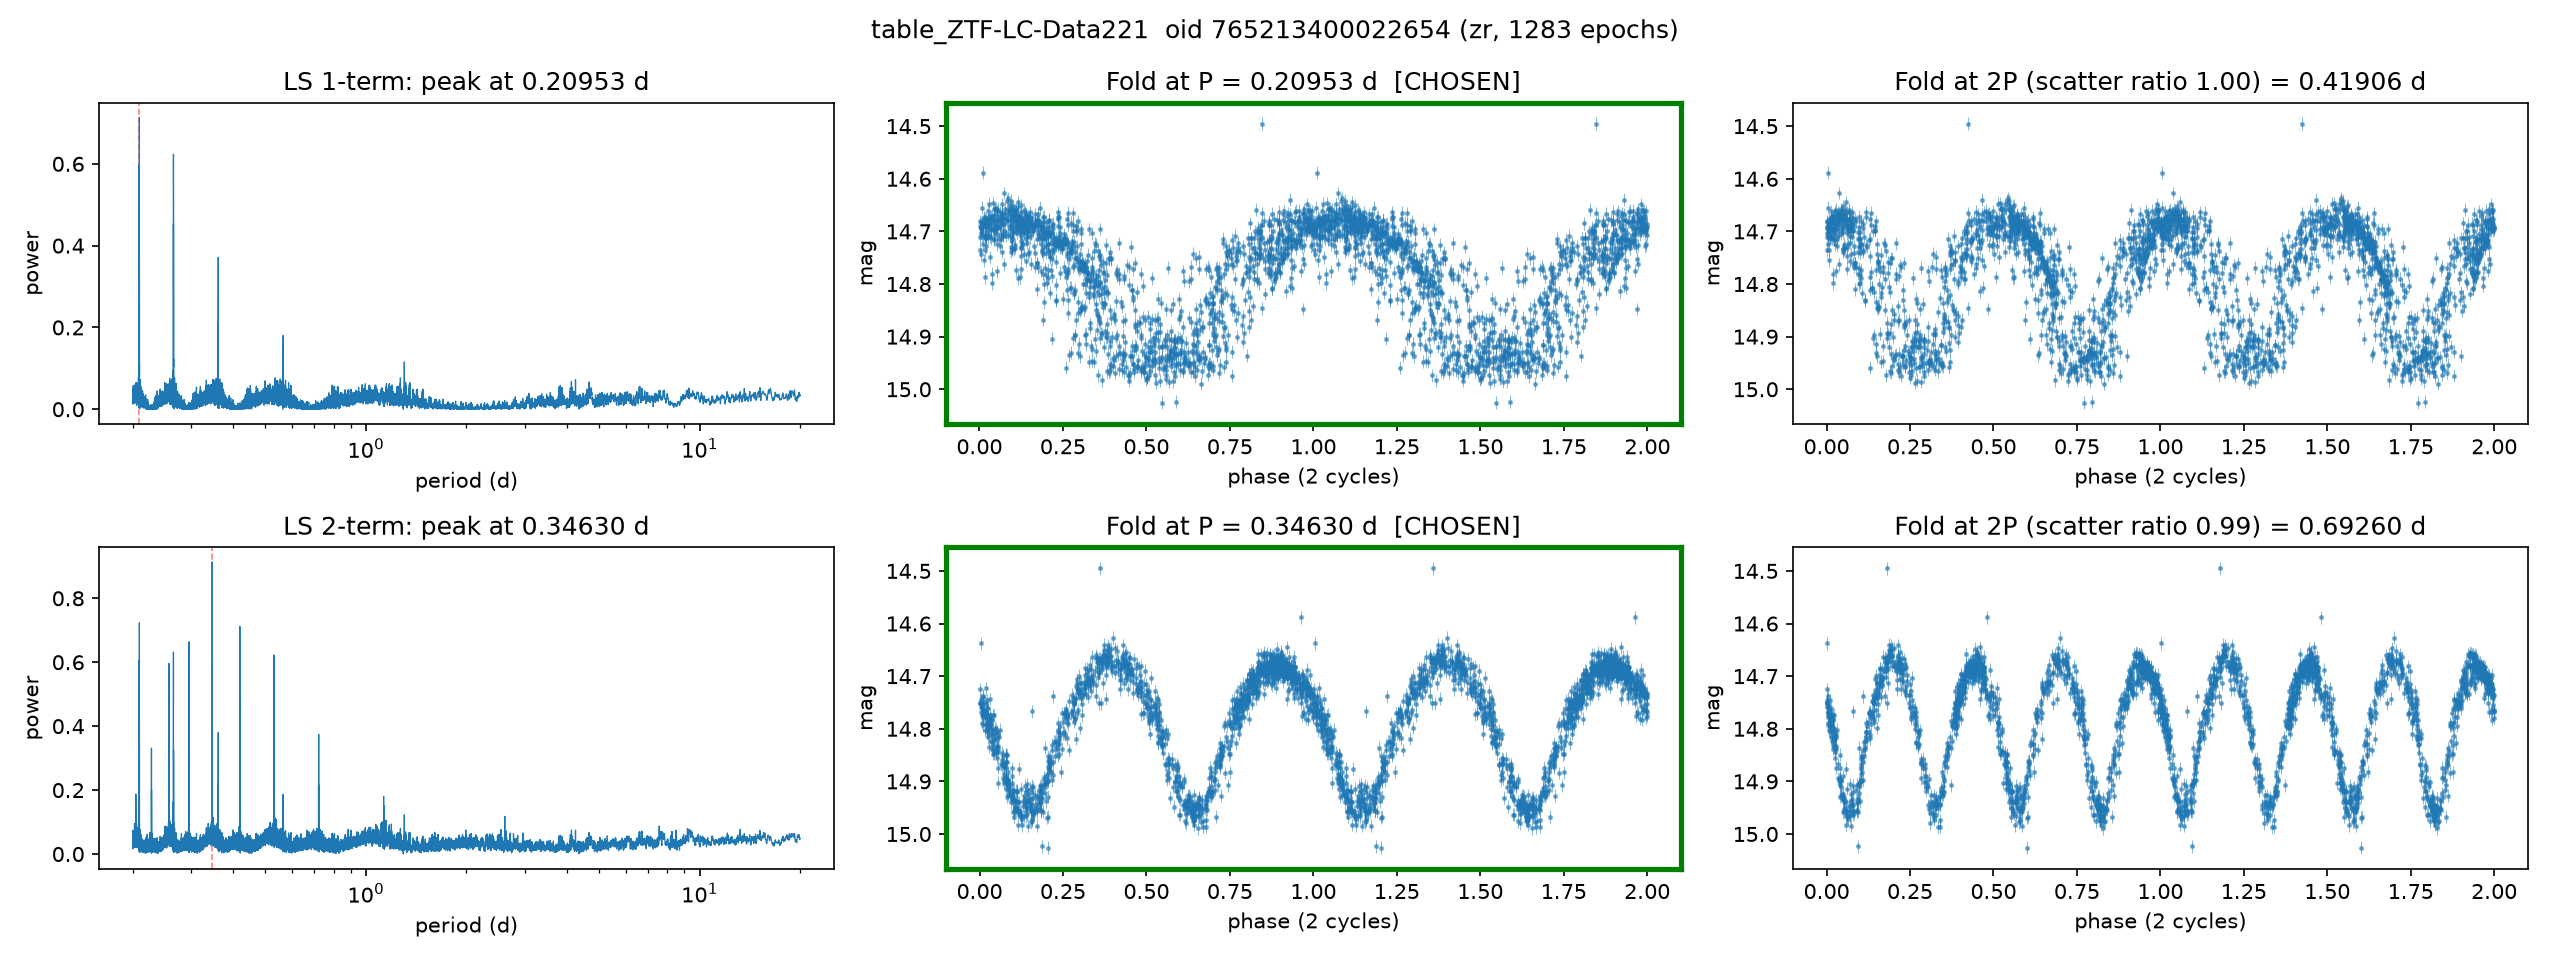 table_ZTF-LC-Data221  oid 765213400022654 (zr, 1283 epochs)
LS 1-term: peak at 0.20953 d
power
0.6
0.4
0.2
0.0
10⁰
10¹
period (d)
Fold at P = 0.20953 d  [CHOSEN]
mag
14.5
14.6
14.7
14.8
14.9
15.0
0.00 0.25 0.50 0.75 1.00 1.25 1.50 1.75 2.00
phase (2 cycles)
Fold at 2P (scatter ratio 1.00) = 0.41906 d
mag
14.5
14.6
14.7
14.8
14.9
15.0
0.00 0.25 0.50 0.75 1.00 1.25 1.50 1.75 2.00
phase (2 cycles)
LS 2-term: peak at 0.34630 d
power
0.8
0.6
0.4
0.2
0.0
10⁰
10¹
period (d)
Fold at P = 0.34630 d  [CHOSEN]
mag
14.5
14.6
14.7
14.8
14.9
15.0
0.00 0.25 0.50 0.75 1.00 1.25 1.50 1.75 2.00
phase (2 cycles)
Fold at 2P (scatter ratio 0.99) = 0.69260 d
mag
14.5
14.6
14.7
14.8
14.9
15.0
0.00 0.25 0.50 0.75 1.00 1.25 1.50 1.75 2.00
phase (2 cycles)